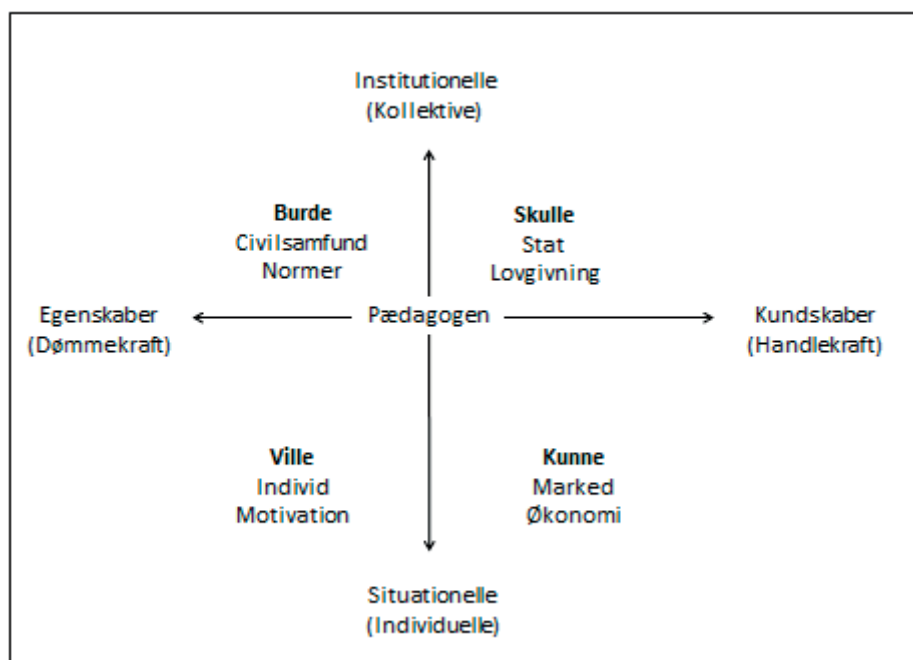 Institutionelle
(Kollektive)
Burde
Civilsamfund
Normer
Skulle
Stat
Lovgivning
Egenskaber
(Dømmekraft)
Pædagogen
Kundskaber
(Handlekraft)
Ville
Individ
Motivation
Kunne
Marked
Økonomi
Situationelle
(Individuelle)